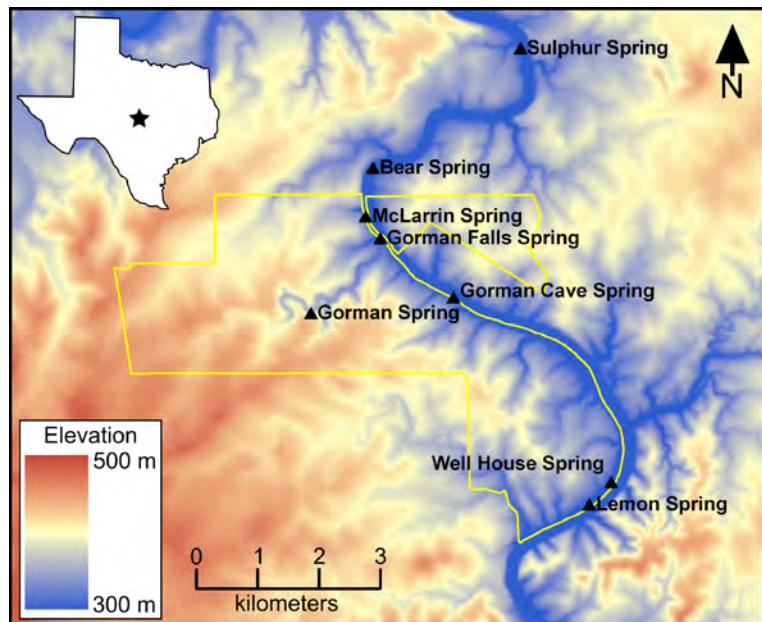 Sulphur Spring
N
Bear Spring
McLarrin Spring
Gorman Falls Spring
Gorman Cave Spring
Gorman Spring
Elevation
500 m
300 m
Well House Spring
Lemon Spring
0 1 2 3
kilometers